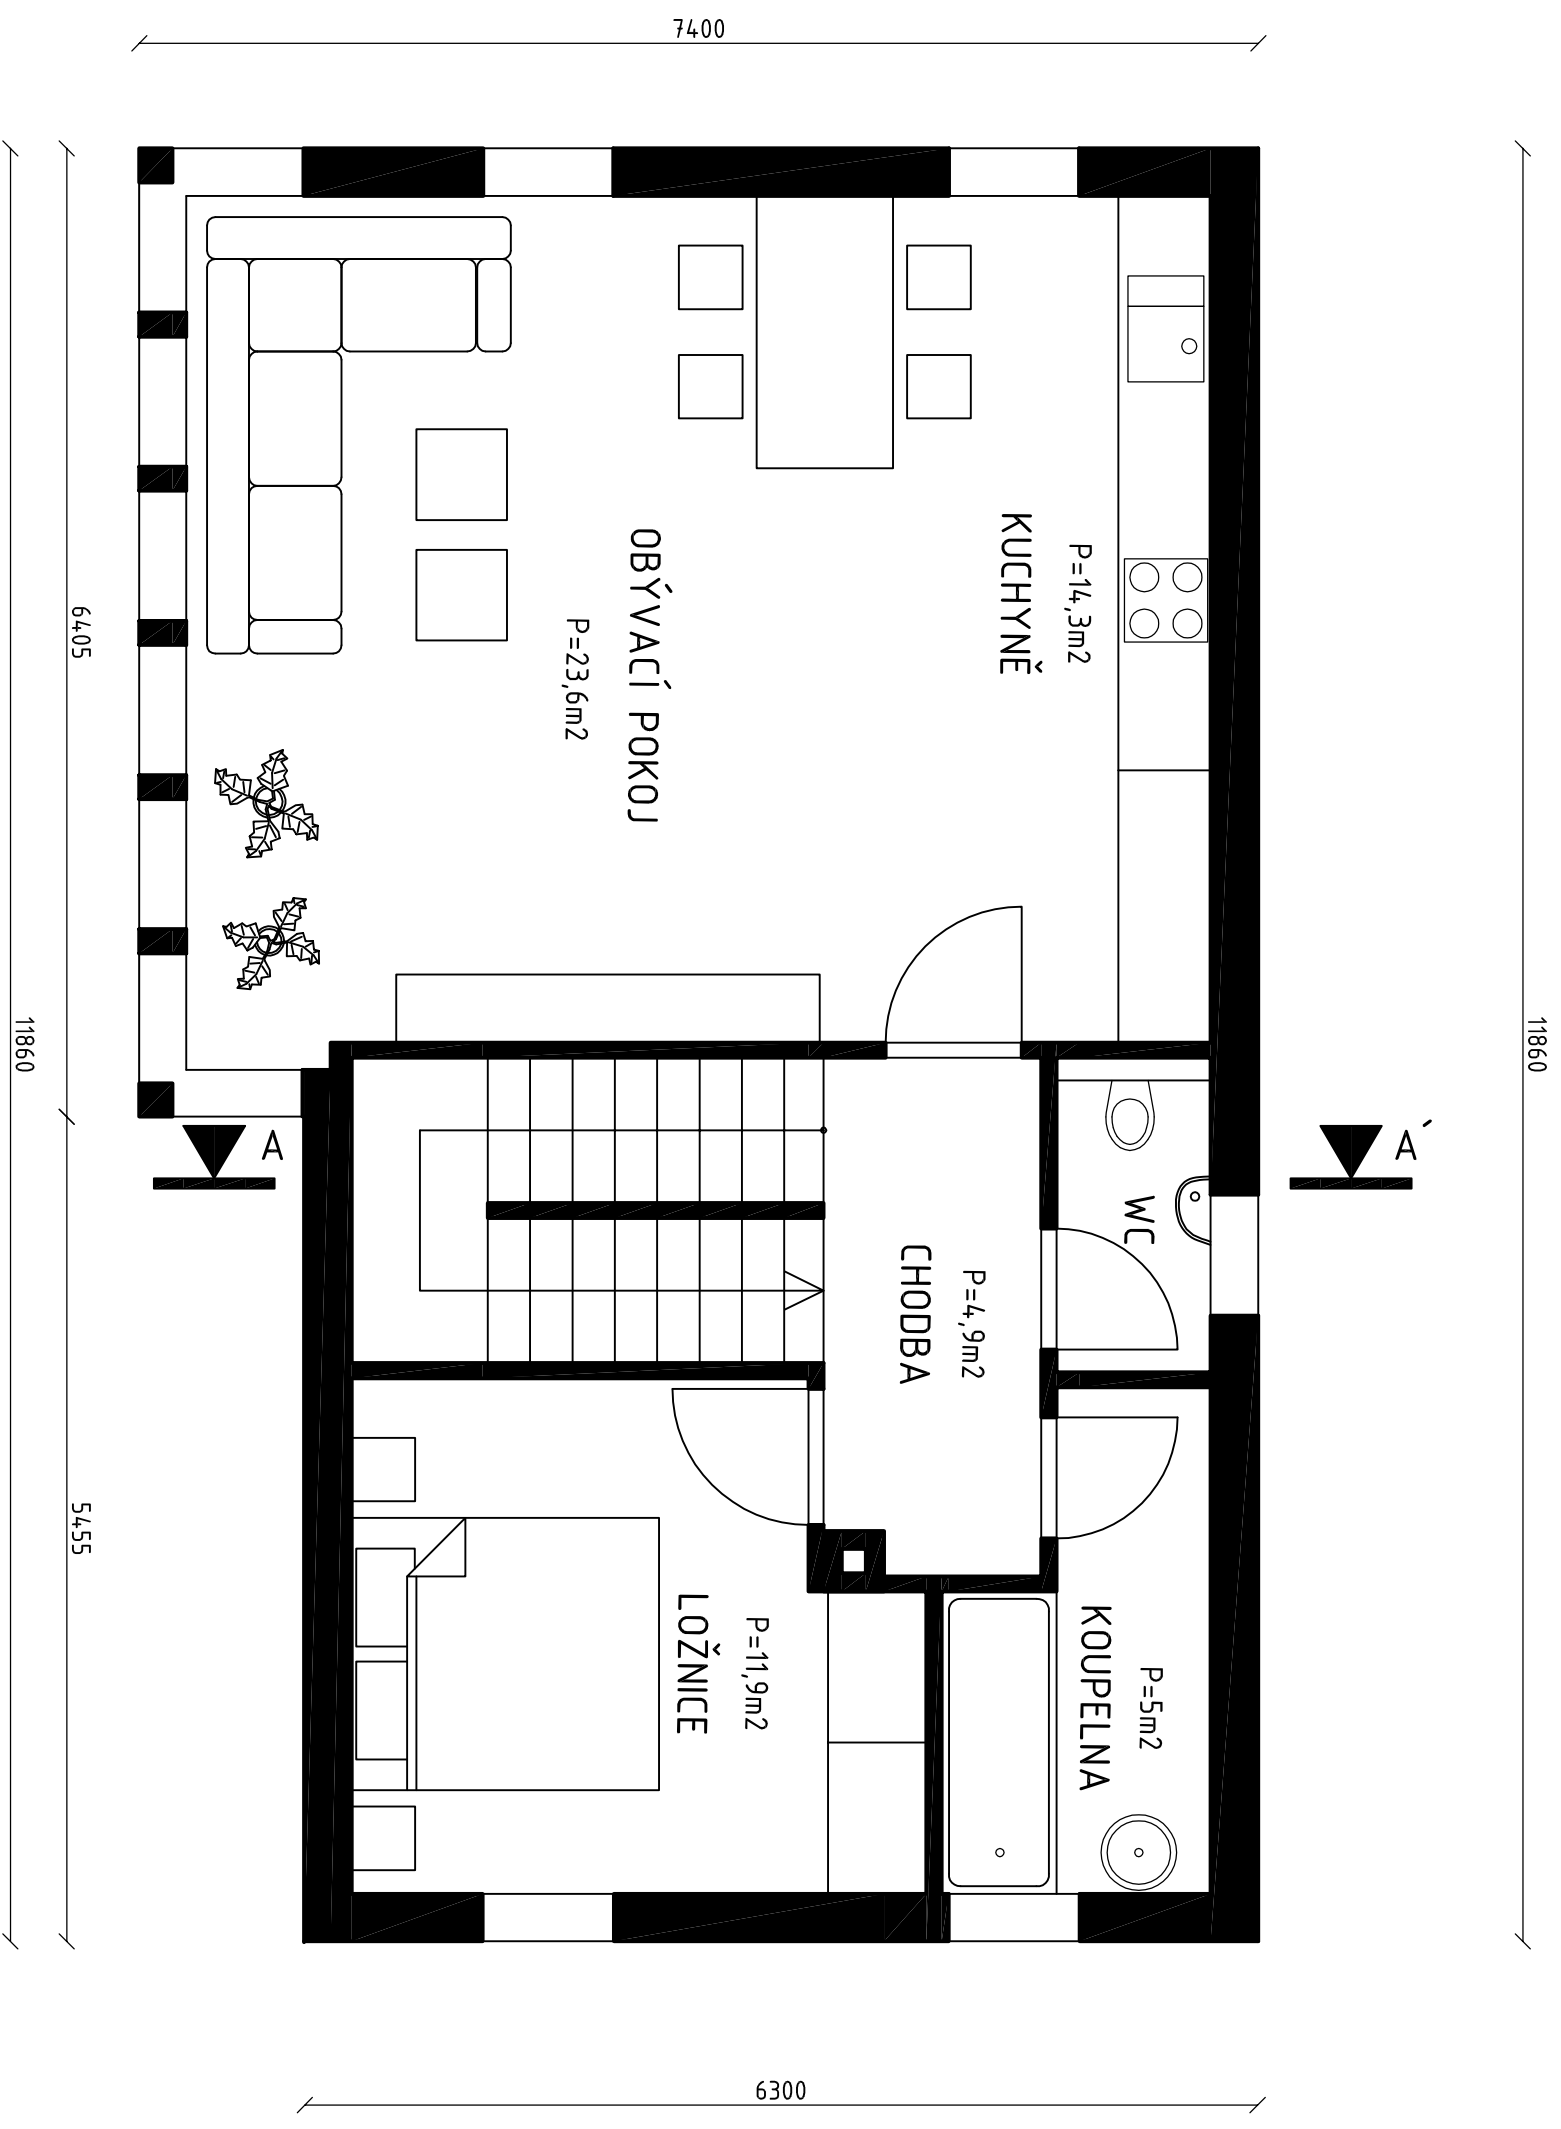 7400
11860
6405
5455
11860
6300
KUCHYNĚ
P=14,3m2
OBÝVACÍ POKOJ
P=23,6m2
A
A´
WC
CHODBA
P=4,9m2
LOŽNICE
P=11,9m2
KOUPELNA
P=5m2